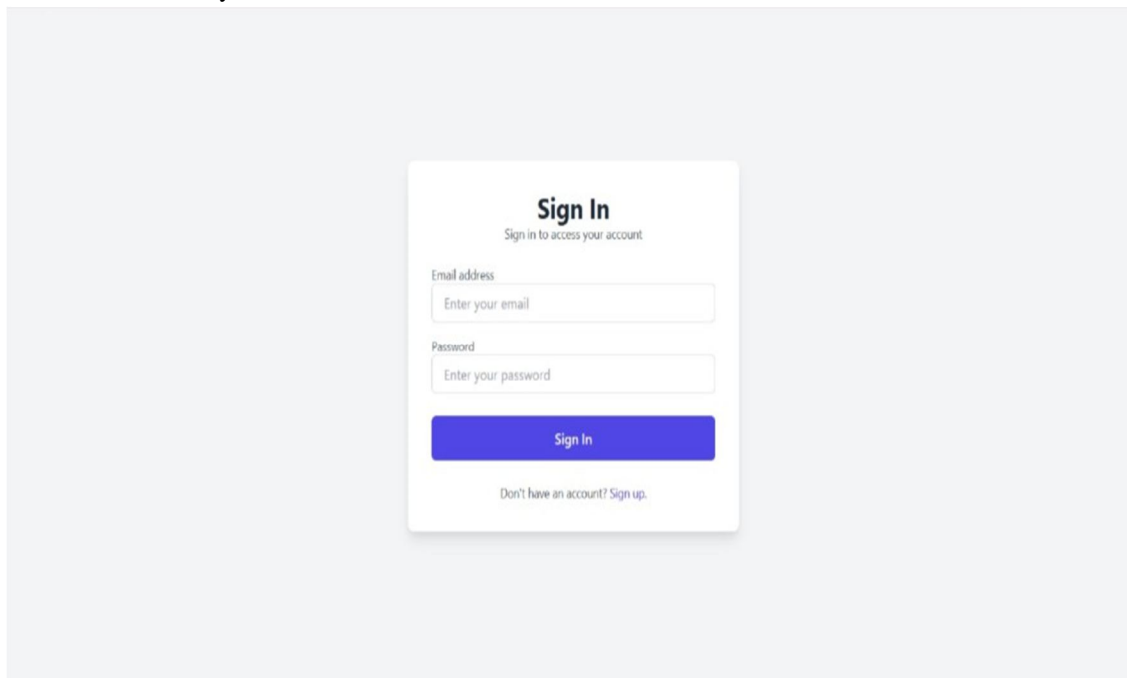 Sign In
Sign in to access your account
Email address
Enter your email
Password
Enter your password
Sign In
Don't have an account? Sign up.